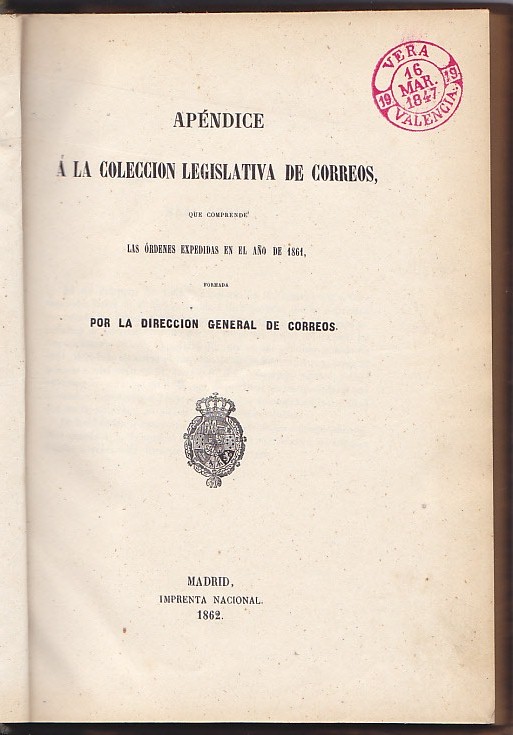 VERA
16
MAR.
1847
19 19
VALENCIA.
APÉNDICE
Á LA COLECCION LEGISLATIVA DE CORREOS,
QUE COMPRENDE
LAS ÓRDENES EXPEDIDAS EN EL AÑO DE 1861,
FORMADA
POR LA DIRECCION GENERAL DE CORREOS.
MADRID,
IMPRENTA NACIONAL.
1862.